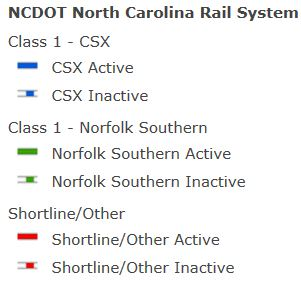 NCDOT North Carolina Rail System
Class 1 - CSX
CSX Active
CSX Inactive
Class 1 - Norfolk Southern
Norfolk Southern Active
Norfolk Southern Inactive
Shortline/Other
Shortline/Other Active
Shortline/Other Inactive